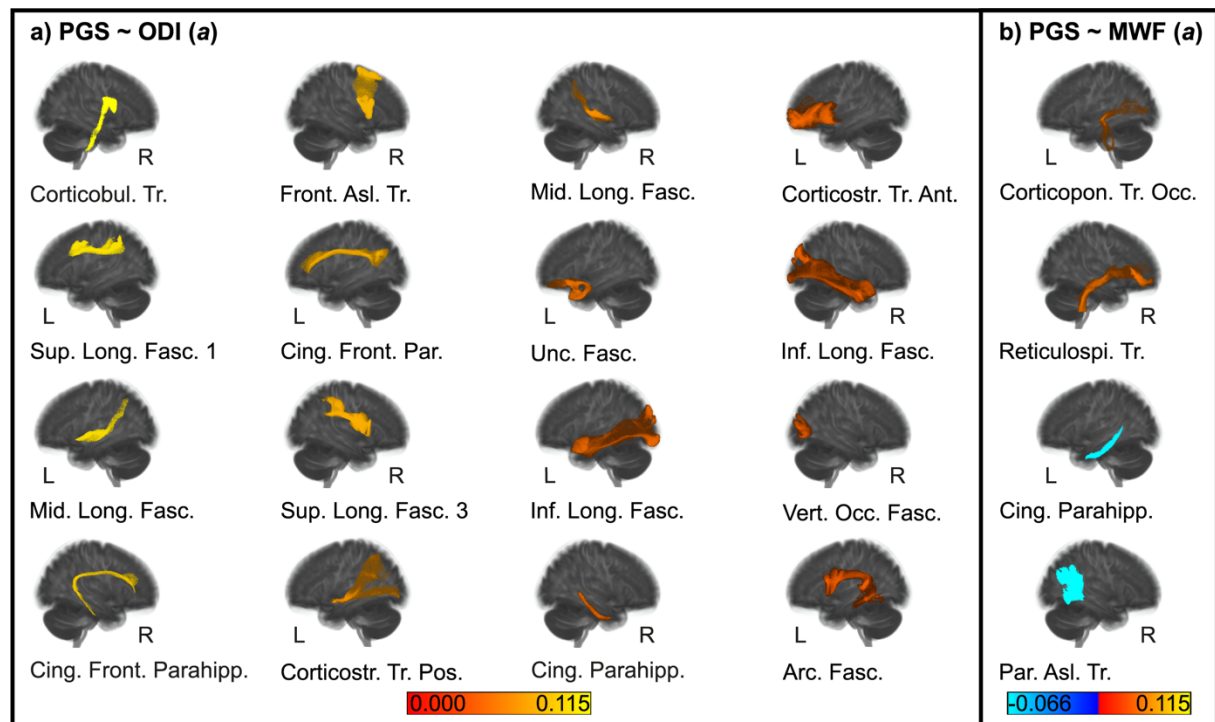 a) PGS ~ ODI (a)
R
Corticobul. Tr.
R
Front. Asl. Tr.
R
Mid. Long. Fasc.
L
Corticostr. Tr. Ant.
L
Sup. Long. Fasc. 1
L
Cing. Front. Par.
L
Unc. Fasc.
R
Inf. Long. Fasc.
L
Mid. Long. Fasc.
R
Sup. Long. Fasc. 3
L
Inf. Long. Fasc.
R
Vert. Occ. Fasc.
R
Cing. Front. Parahipp.
L
Corticostr. Tr. Pos.
R
Cing. Parahipp.
L
Arc. Fasc.
0.000 0.115
b) PGS ~ MWF (a)
L
Corticopon. Tr. Occ.
R
Reticulospi. Tr.
L
Cing. Parahipp.
R
Par. Asl. Tr.
-0.066 0.115